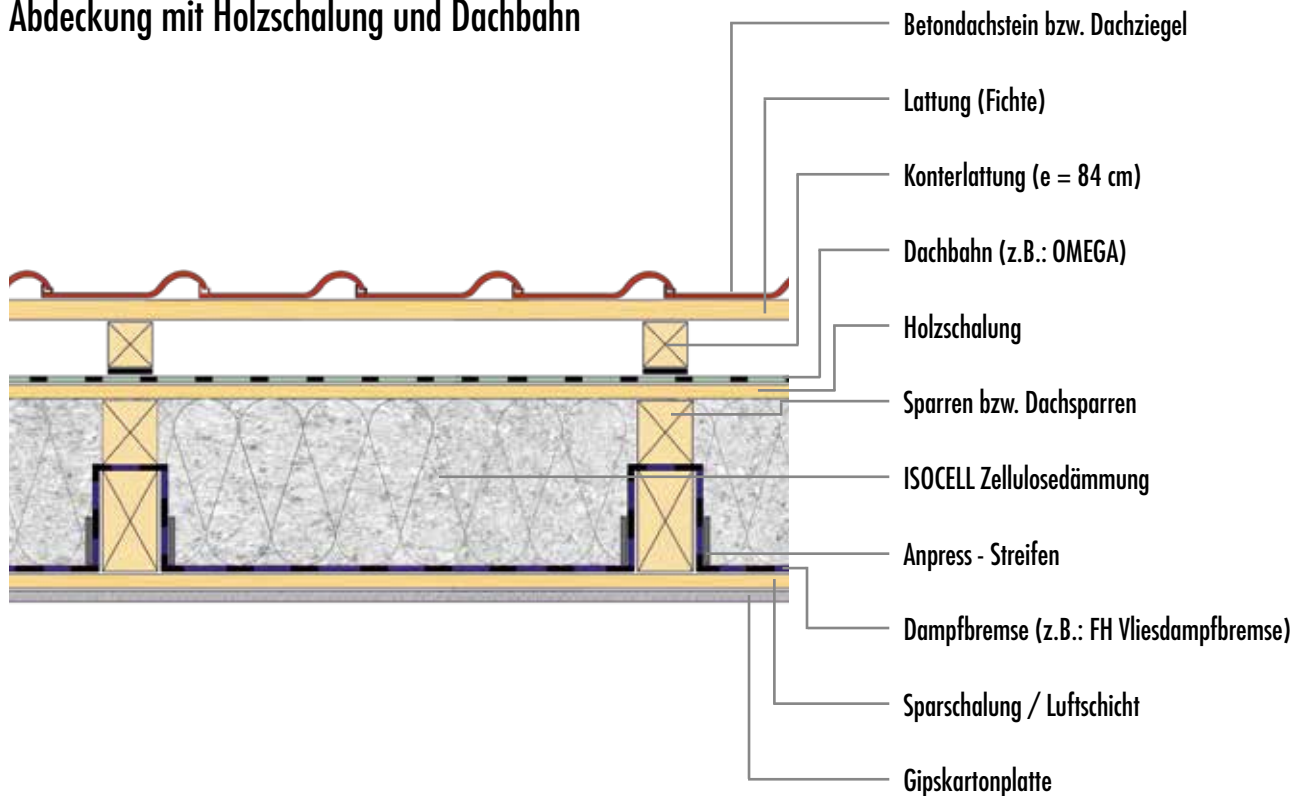 Abdeckung mit Holzschalung und Dachbahn
Betondachstein bzw. Dachziegel
Lattung (Fichte)
Konterlattung (e = 84 cm)
Dachbahn (z.B.: OMEGA)
Holzschalung
Sparren bzw. Dachsparren
ISOCELL Zellulosedämmung
Anpress - Streifen
Dampfbremse (z.B.: FH Vliesdampfbremse)
Sparschalung / Luftschicht
Gipskartonplatte